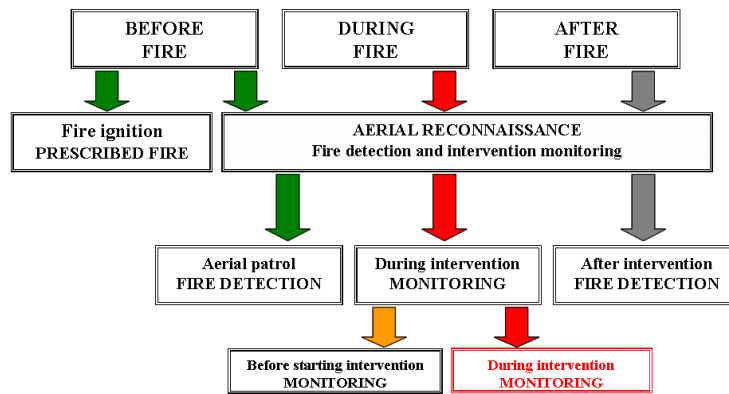 BEFORE
FIRE
DURING
FIRE
AFTER
FIRE
Fire ignition
PRESCRIBED FIRE
AERIAL RECONNAISSANCE
Fire detection and intervention monitoring
Aerial patrol
FIRE DETECTION
During intervention
MONITORING
After intervention
FIRE DETECTION
Before starting intervention
MONITORING
During intervention
MONITORING